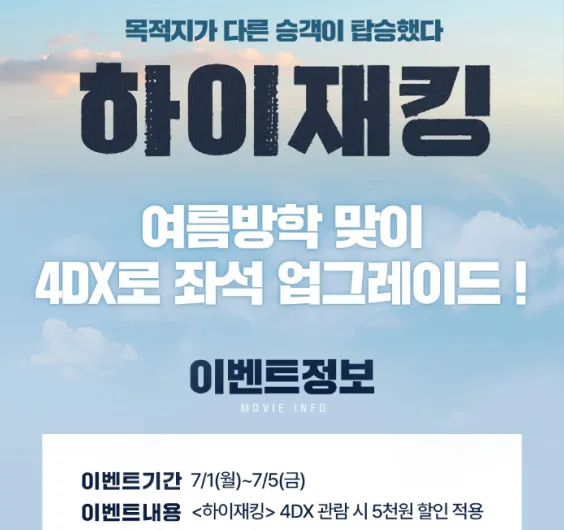 목적지가 다른 승객이 탑승했다
하이재킹
여름방학 맞이
4DX로 좌석 업그레이드 !
이벤트정보
MOVIE INFO
이벤트기간 7/1(월)~7/5(금)
이벤트내용 <하이재킹> 4DX 관람 시 5천원 할인 적용